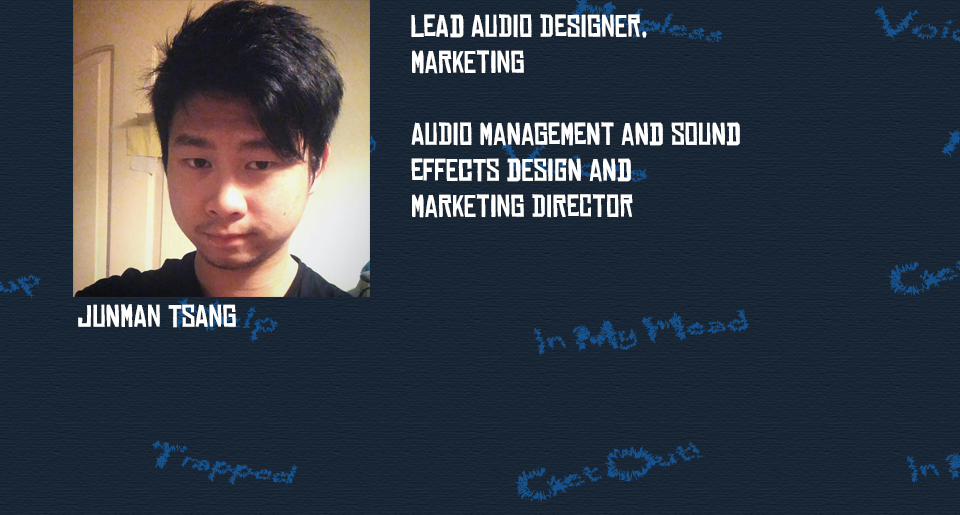 LEAD AUDIO DESIGNER.
MARKETING
AUDIO MANAGEMENT AND SOUND
EFFECTS DESIGN AND
MARKETING DIRECTOR
JUNMAN TSANG
In My Head
Trapped
Get Out!